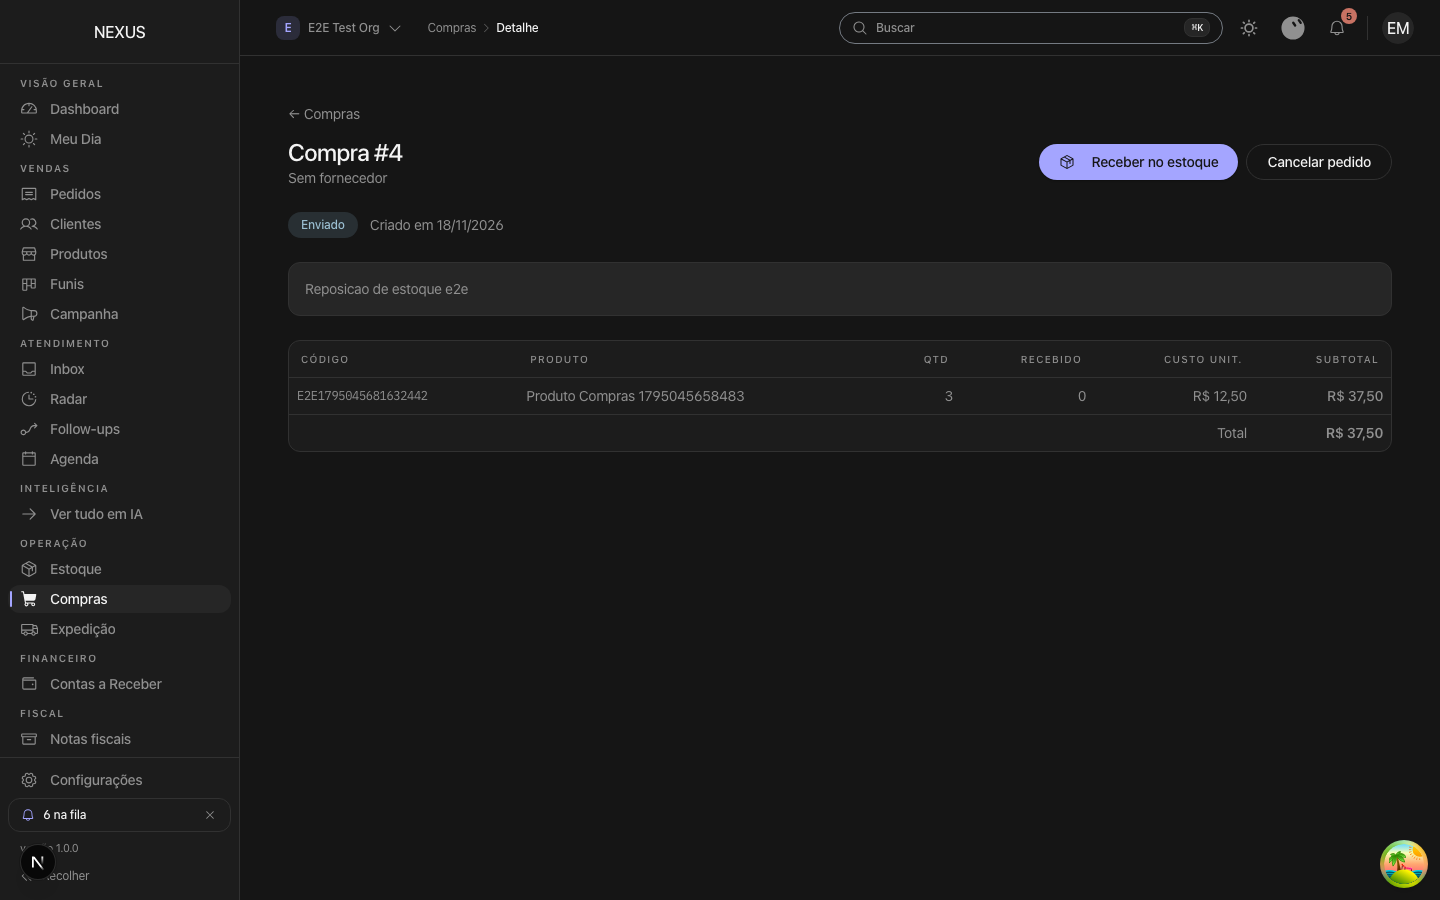 NEXUS
VISÃO GERAL
Dashboard
Meu Dia
VENDAS
Pedidos
Clientes
Produtos
Funis
Campanha
ATENDIMENTO
Inbox
Radar
Follow-ups
Agenda
INTELIGÊNCIA
Ver tudo em IA
OPERAÇÃO
Estoque
Compras
Expedição
FINANCEIRO
Contas a Receber
FISCAL
Notas fiscais
Configurações
6 na fila
1.0.0
E E2E Test Org Compras Detalhe
Buscar ⌘K
5
EM
← Compras
Compra #4
Sem fornecedor
Receber no estoque Cancelar pedido
Enviado Criado em 18/11/2026
Reposicao de estoque e2e
CÓDIGO PRODUTO QTD RECEBIDO CUSTO UNIT. SUBTOTAL
E2E1795045681632442 Produto Compras 1795045658483 3 0 R$ 12,50 R$ 37,50
Total R$ 37,50